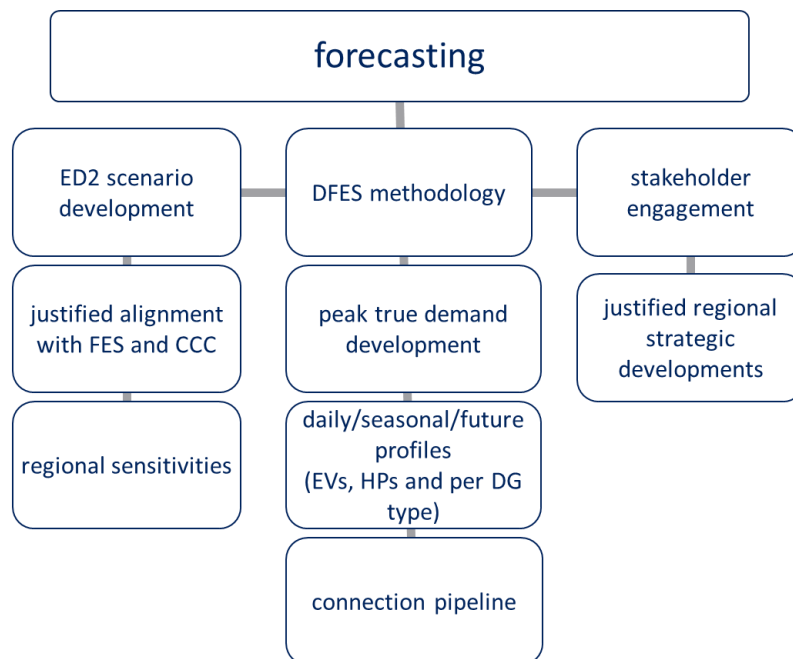 forecasting
ED2 scenario
development
DFES methodology
stakeholder
engagement
justified alignment
with FES and CCC
peak true demand
development
justified regional
strategic
developments
regional sensitivities
daily/seasonal/future
profiles
(EVs, HPs and per DG
type)
connection pipeline